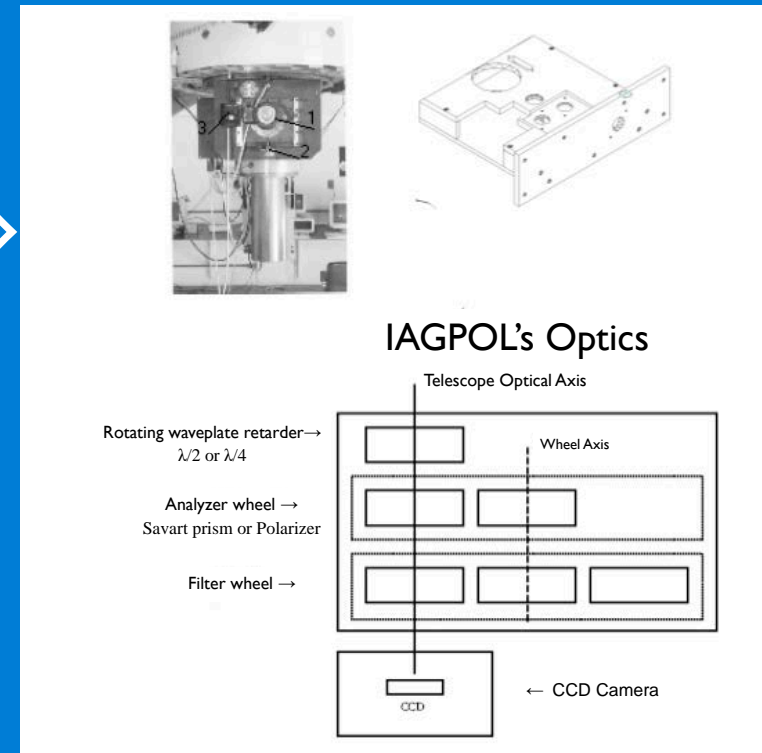 1
3
2
IAGPOL's Optics
Telescope Optical Axis
Rotating waveplate retarder→
λ/2 or λ/4
Wheel Axis
Analyzer wheel →
Savart prism or Polarizer
Filter wheel →
← CCD Camera
CCD